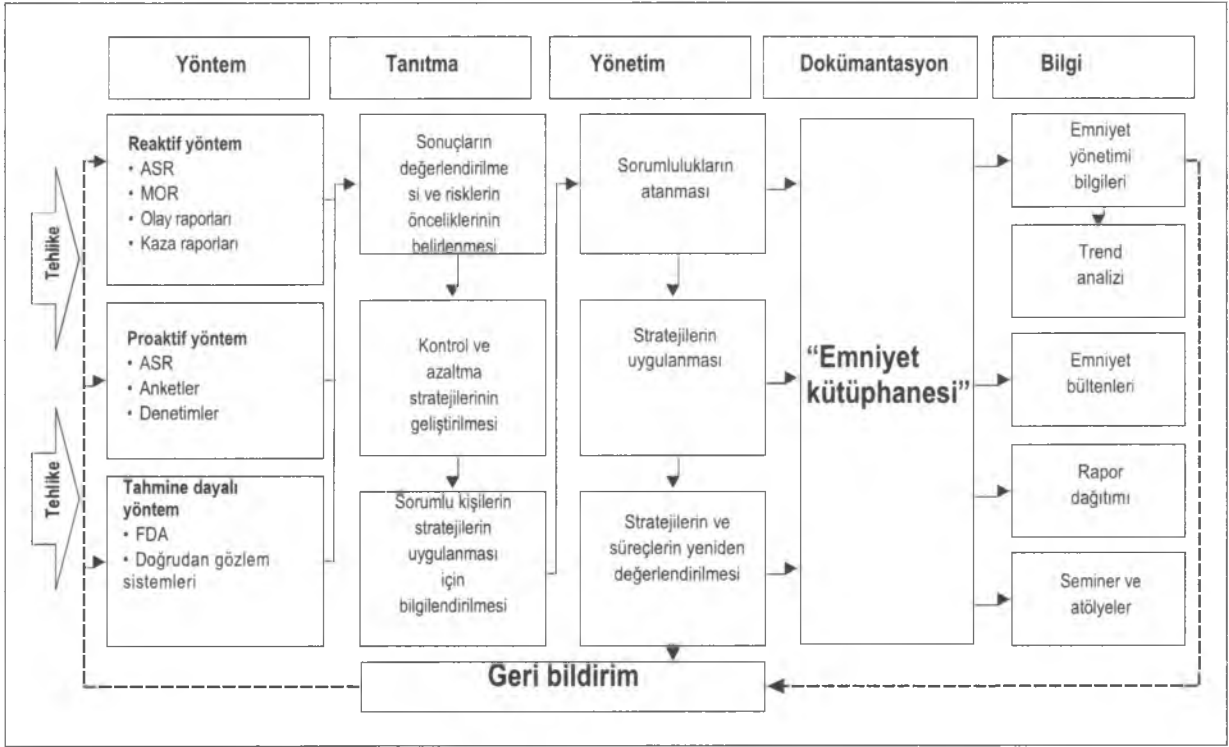 Yöntem
Tanıtma
Yönetim
Dokümantasyon
Bilgi
Tehlike
Tehlike
Reaktif yöntem
• ASR
• MOR
• Olay raporları
• Kaza raporları
Proaktif yöntem
• ASR
• Anketler
• Denetimler
Tahmine dayalı
yöntem
• FDA
• Doğrudan gözlem
sistemleri
Sonuçların
değerlendirilme
si ve risklerin
önceliklerinin
belirlenmesi
Kontrol ve
azaltma
stratejilerinin
geliştirilmesi
Sorumlu kişilerin
stratejilerin
uygulanması
için
bilgilendirilmesi
Sorumlulukların
atanması
Stratejilerin
uygulanması
Stratejilerin ve
süreçlerin yeniden
değerlendirilmesi
“Emniyet
kütüphanesi”
Emniyet
yönetimi
bilgileri
Trend
analizi
Emniyet
bültenleri
Rapor
dağıtımı
Seminer ve
atölyeler
Geri bildirim